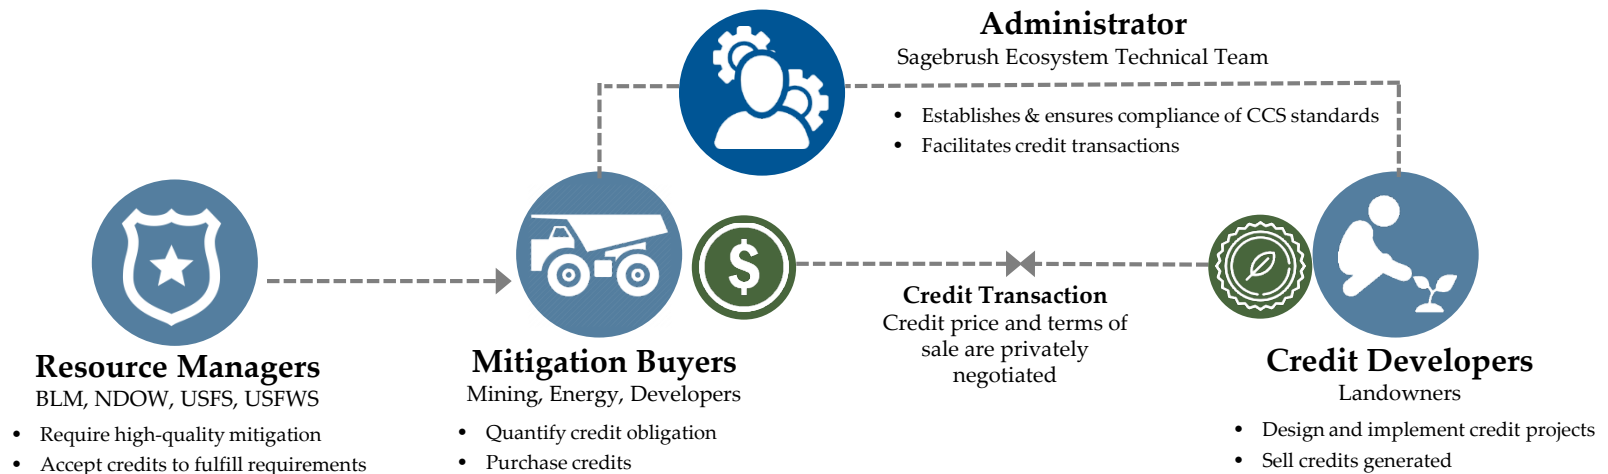 Administrator
Sagebrush Ecosystem Technical Team
• Establishes & ensures compliance of CCS standards
• Facilitates credit transactions
$
Resource Managers
BLM, NDOW, USFS, USFWS
• Require high-quality mitigation
• Accept credits to fulfill requirements
Mitigation Buyers
Mining, Energy, Developers
• Quantify credit obligation
• Purchase credits
Credit Transaction
Credit price and terms of
sale are privately
negotiated
Credit Developers
Landowners
• Design and implement credit projects
• Sell credits generated